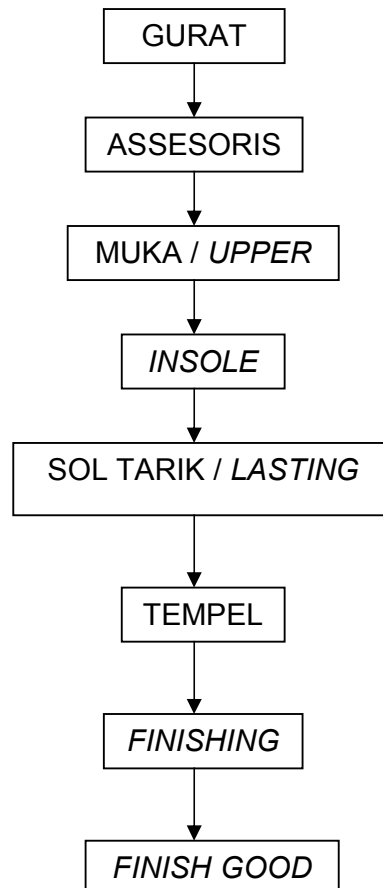 GURAT
ASSESORIS
MUKA / UPPER
INSOLE
SOL TARIK / LASTING
TEMPEL
FINISHING
FINISH GOOD